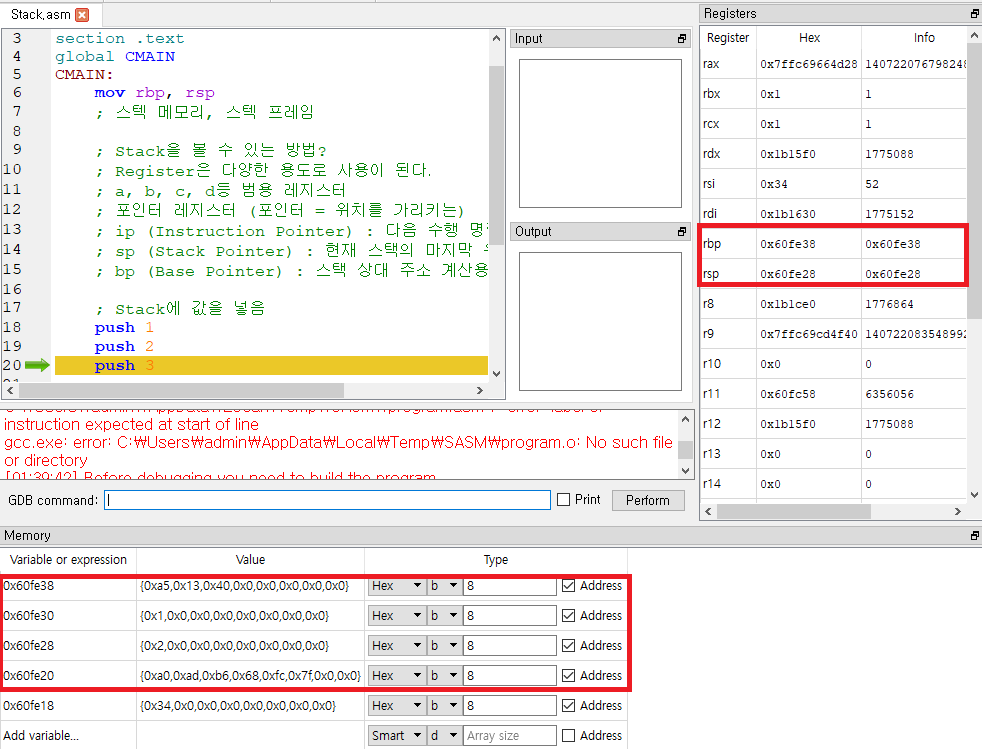 Stack.asm
3 section .text
4 global CMAIN
5 CMAIN:
6 mov rbp, rsp
7 ; 스텍 메모리, 스텍 프레임
8
9 ; Stack을 볼 수 있는 방법?
10 ; Register은 다양한 용도로 사용이 된다.
11 ; a, b, c, d등 범용 레지스터
12 ; 포인터 레지스터 (포인터 = 위치를 가리키는)
13 ; ip (Instruction Pointer) : 다음 수행 명
14 ; sp (Stack Pointer) : 현재 스택의 마지막
15 ; bp (Base Pointer) : 스택 상대 주소 계산용
16
17 ; Stack에 값을 넣음
18 push 1
19 push 2
20 push 3
Input
Output
instruction expected at start of line
gcc.exe: error: C:₩Users₩admin₩AppData₩Local₩Temp₩SASM₩program.o: No such file
or directory
[01:39:42] Before debugging you need to build the program
GDB command:
Print
Perform
Registers
Register Hex Info
rax 0x7ffc69664d28 14072207679824
rbx 0x1 1
rcx 0x1 1
rdx 0x1b15f0 1775088
rsi 0x34 52
rdi 0x1b1630 1775152
rbp 0x60fe38 0x60fe38
rsp 0x60fe28 0x60fe28
r8 0x1b1ce0 1776864
r9 0x7ffc69cd4f40 14072208354899
r10 0x0 0
r11 0x60fc58 6356056
r12 0x1b15f0 1775088
r13 0x0 0
r14 0x0 0
Memory
Variable or expression Value Type
0x60fe38 {0xa5,0x13,0x40,0x0,0x0,0x0,0x0,0x0} Hex b 8 Address
0x60fe30 {0x1,0x0,0x0,0x0,0x0,0x0,0x0,0x0} Hex b 8 Address
0x60fe28 {0x2,0x0,0x0,0x0,0x0,0x0,0x0,0x0} Hex b 8 Address
0x60fe20 {0xa0,0xad,0xb6,0x68,0xfc,0x7f,0x0,0x0} Hex b 8 Address
0x60fe18 {0x34,0x0,0x0,0x0,0x0,0x0,0x0,0x0} Hex b 8 Address
Add variable... Smart d Array size Address